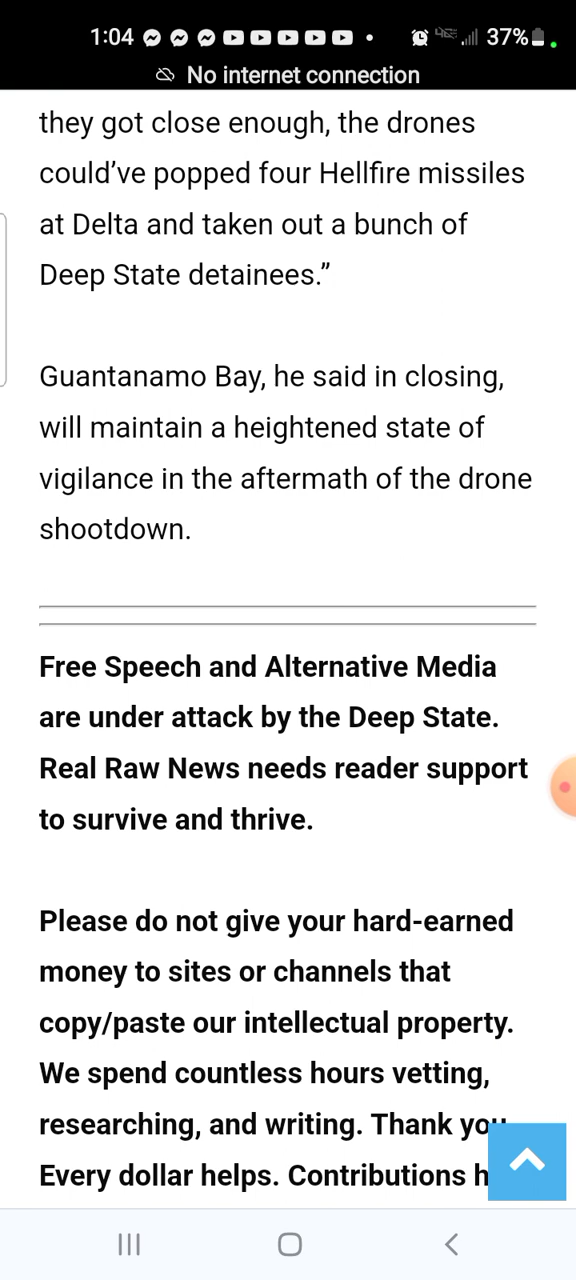 1:04
37%
No internet connection
they got close enough, the drones
could’ve popped four Hellfire missiles
at Delta and taken out a bunch of
Deep State detainees.”
Guantanamo Bay, he said in closing,
will maintain a heightened state of
vigilance in the aftermath of the drone
shootdown.
Free Speech and Alternative Media
are under attack by the Deep State.
Real Raw News needs reader support
to survive and thrive.
Please do not give your hard-earned
money to sites or channels that
copy/paste our intellectual property.
We spend countless hours vetting,
researching, and writing. Thank you.
Every dollar helps. Contributions h